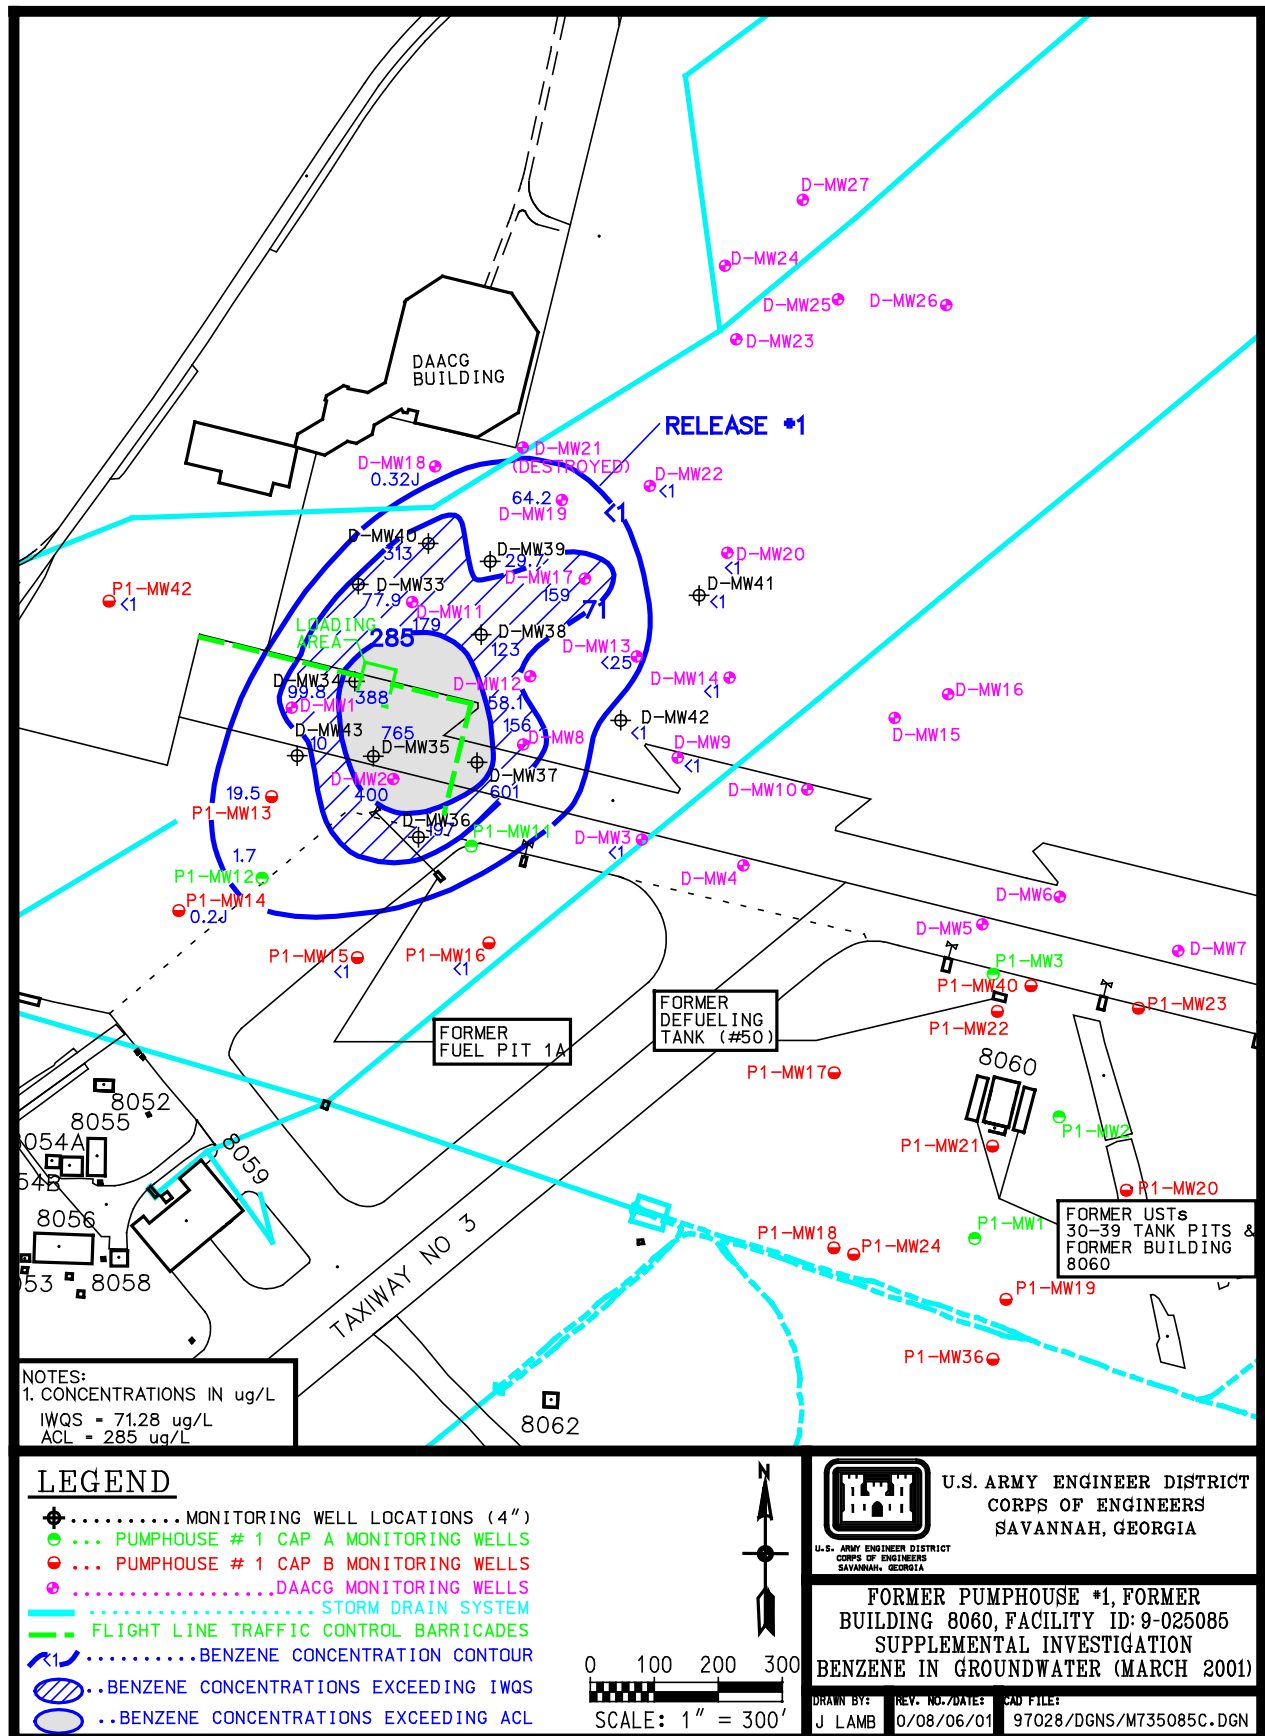 D-MW27
D-MW24
D-MW25
D-MW26
D-MW23
DAACG
BUILDING
RELEASE #1
D-MW21
(DESTROYED)
D-MW18
0.32J
D-MW22
<1
64.2
D-MW19
<1
D-MW40
313
D-MW39
29.7
D-MW20
<1
D-MW17
159
D-MW41
<1
P1-MW42
<1
D-MW33
77.9
D-MW11
179
71
LOADING
AREA
285
D-MW38
123
D-MW13
<25
D-MW34
388
D-MW12
58.1
D-MW14
<1
D-MW16
99.8
D-MW1
D-MW15
D-MW43
10
765
D-MW35
156
D-MW8
D-MW42
<1
D-MW9
<1
D-MW37
601
D-MW2
400
D-MW10
19.5
P1-MW13
D-MW36
197
P1-MW11
D-MW3
<1
1.7
P1-MW12
D-MW4
P1-MW14
0.2J
D-MW6
D-MW5
D-MW7
P1-MW15
<1
P1-MW16
<1
P1-MW3
P1-MW40
P1-MW23
P1-MW22
FORMER
FUEL PIT 1A
FORMER
DEFUELING
TANK (#50)
8060
P1-MW17
8052
8055
P1-MW2
054A
8059
P1-MW21
54B
P1-MW20
8056
P1-MW1
FORMER USTs
30-39 TANK PITS &
FORMER BUILDING
8060
P1-MW18
P1-MW24
053
8058
TAXIWAY NO 3
P1-MW19
P1-MW36
8062
NOTES:
1. CONCENTRATIONS IN ug/L
IWQS = 71.28 ug/L
ACL = 285 ug/L
LEGEND
MONITORING WELL LOCATIONS (4")
PUMPHOUSE # 1 CAP A MONITORING WELLS
PUMPHOUSE # 1 CAP B MONITORING WELLS
DAACG MONITORING WELLS
STORM DRAIN SYSTEM
FLIGHT LINE TRAFFIC CONTROL BARRICADES
<1 BENZENE CONCENTRATION CONTOUR
BENZENE CONCENTRATIONS EXCEEDING IWQS
BENZENE CONCENTRATIONS EXCEEDING ACL
N
0 100 200 300
SCALE: 1" = 300'
U.S. ARMY ENGINEER DISTRICT
CORPS OF ENGINEERS
SAVANNAH, GEORGIA
U.S. ARMY ENGINEER DISTRICT
CORPS OF ENGINEERS
SAVANNAH, GEORGIA
FORMER PUMPHOUSE #1, FORMER
BUILDING 8060, FACILITY ID: 9-025085
SUPPLEMENTAL INVESTIGATION
BENZENE IN GROUNDWATER (MARCH 2001)
DRAWN BY:
J LAMB
REV. NO./DATE:
0/08/06/01
CAD FILE:
97028/DGNS/M735085C.DGN